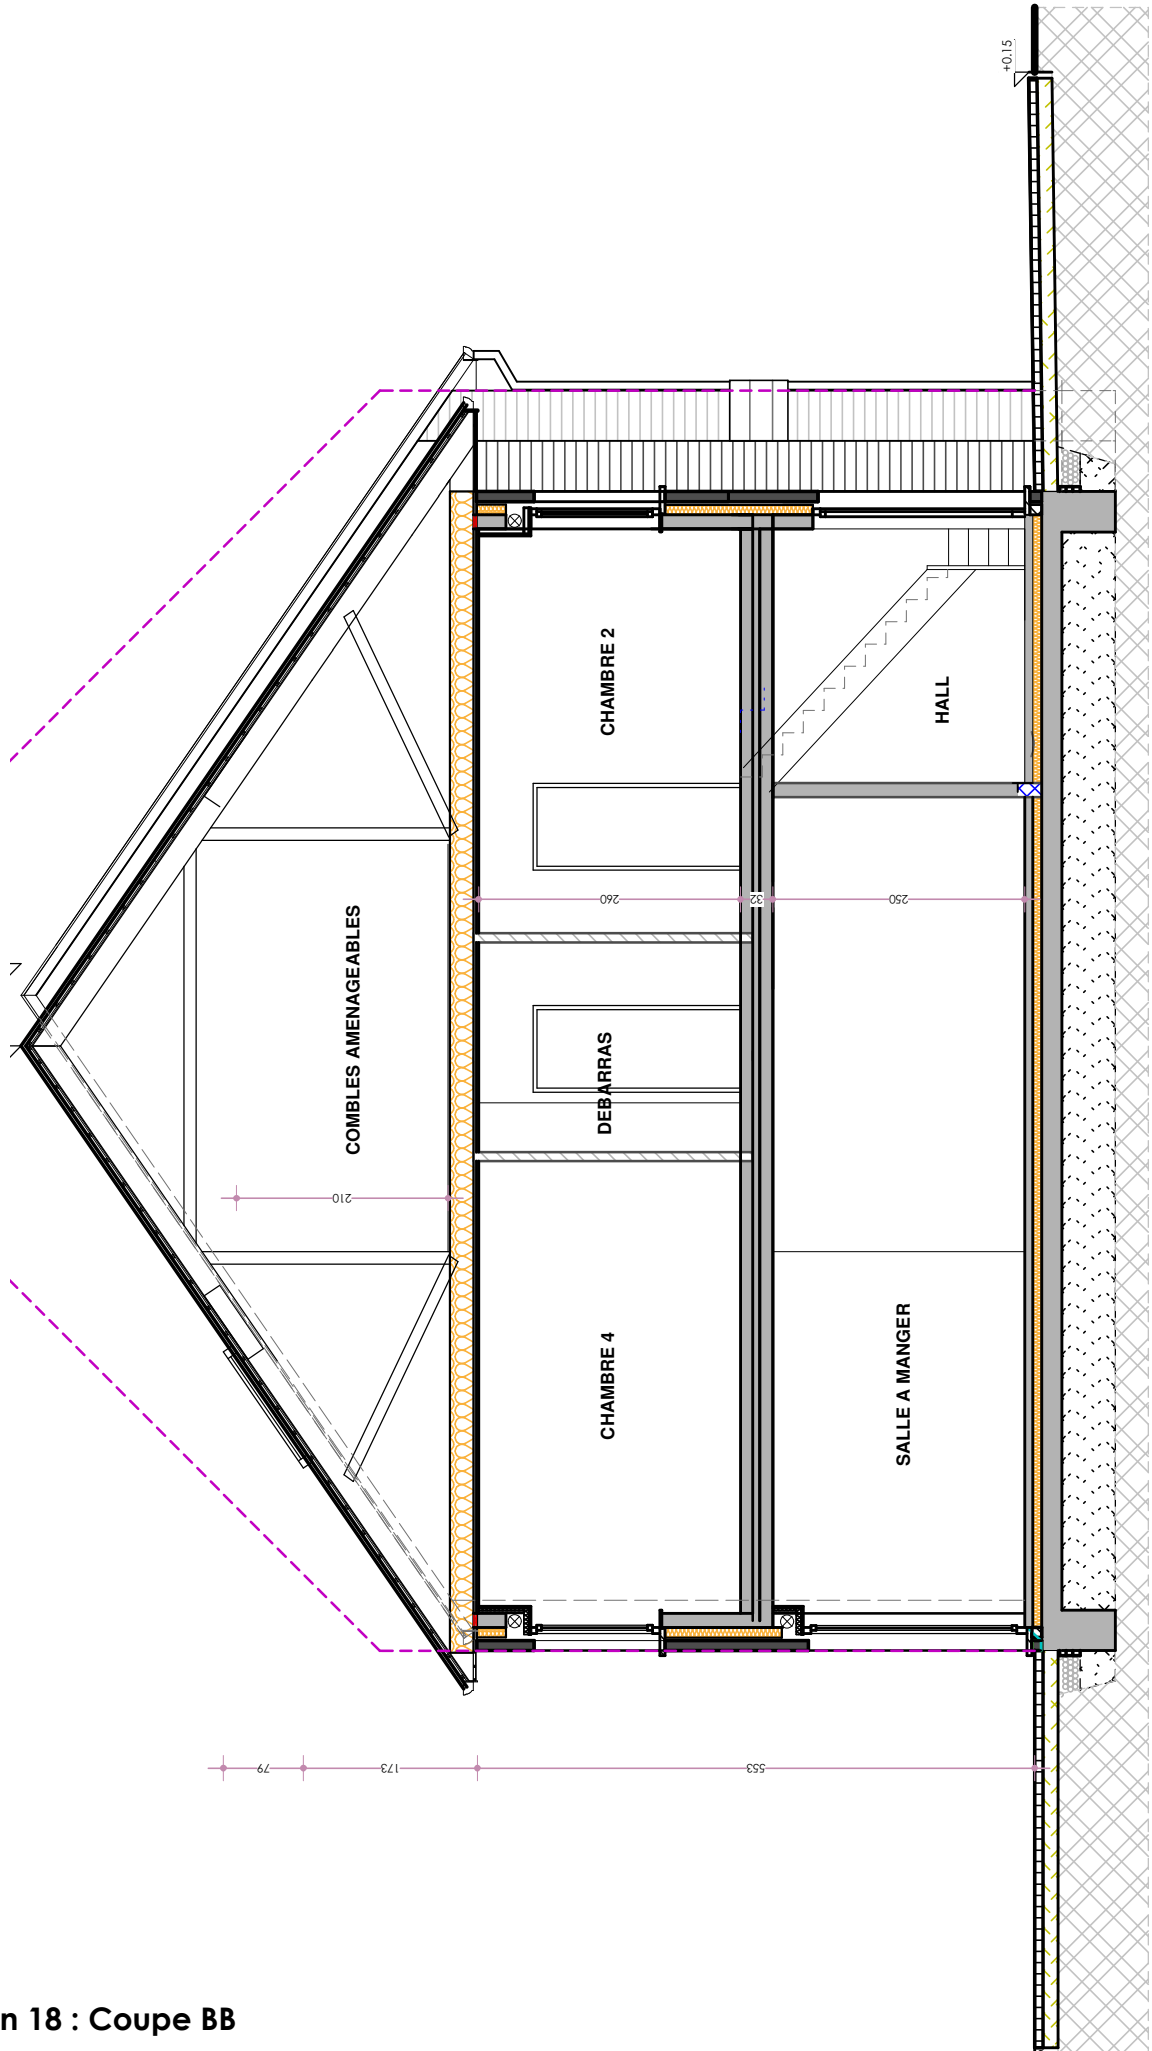 +0.15
COMBLES AMENAGEABLES
210
CHAMBRE 2
DEBARRAS
CHAMBRE 4
260
32
250
HALL
SALLE A MANGER
79
173
553
n 18 : Coupe BB